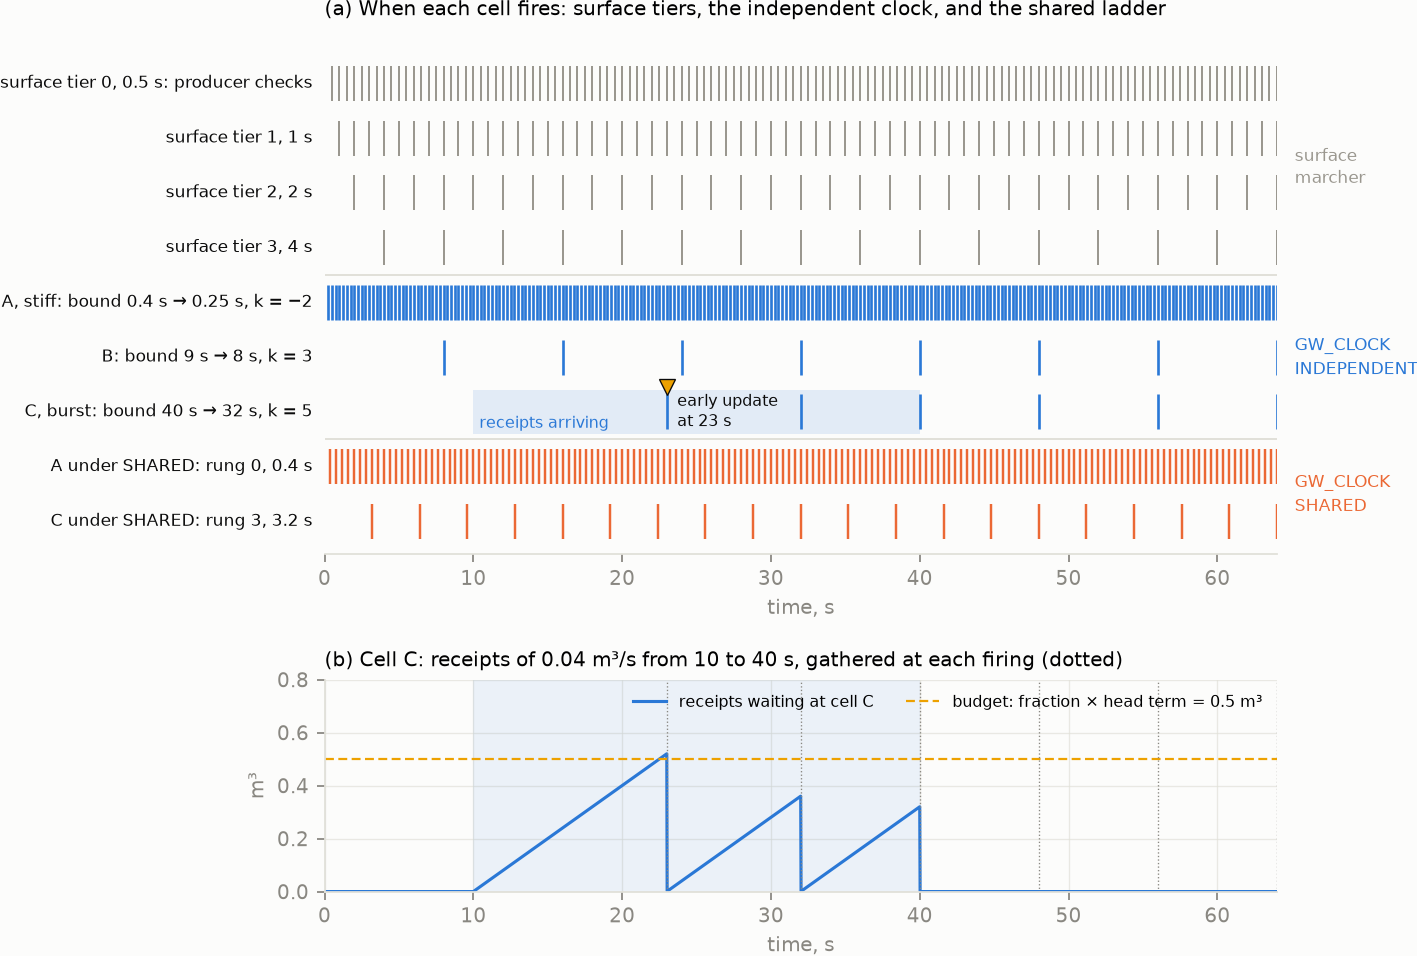 (a) When each cell fires: surface tiers, the independent clock, and the shared ladder
surface tier 0, 0.5 s: producer checks
surface tier 1, 1 s
surface
marcher
surface tier 2, 2 s
surface tier 3, 4 s
A, stiff: bound 0.4 s → 0.25 s, k = −2
B: bound 9 s → 8 s, k = 3
GW_CLOCK
INDEPENDENT
C, burst: bound 40 s → 32 s, k = 5
receipts arriving
early update
at 23 s
A under SHARED: rung 0, 0.4 s
GW_CLOCK
SHARED
C under SHARED: rung 3, 3.2 s
0 10 20 30 40 50 60
time, s
(b) Cell C: receipts of 0.04 m³/s from 10 to 40 s, gathered at each firing (dotted)
receipts waiting at cell C
budget: fraction × head term = 0.5 m³
0.8
0.6
0.4
0.2
0.0
m³
0 10 20 30 40 50 60
time, s